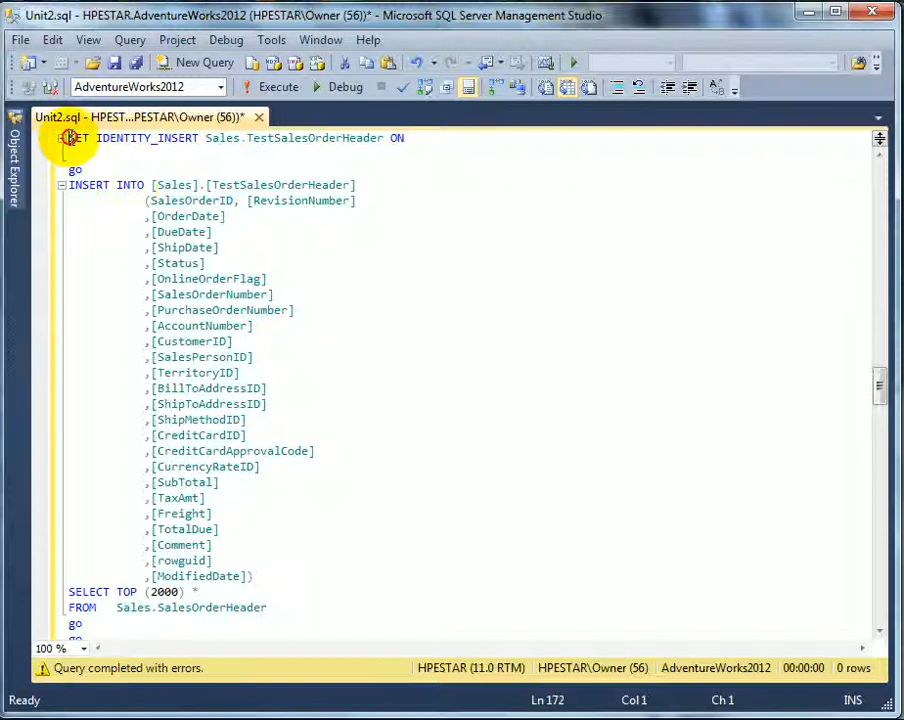 Unit2.sql - HPESTAR.AdventureWorks2012 (HPESTAR\Owner (56))* - Microsoft SQL Server Management Studio
File Edit View Query Project Debug Tools Window Help
New Query
AdventureWorks2012 Execute Debug
Unit2.sql - HPEST...PESTAR\Owner (56))*
Object Explorer
SET IDENTITY_INSERT Sales.TestSalesOrderHeader ON
go
INSERT INTO [Sales].[TestSalesOrderHeader]
(SalesOrderID, [RevisionNumber]
,[OrderDate]
,[DueDate]
,[ShipDate]
,[Status]
,[OnlineOrderFlag]
,[SalesOrderNumber]
,[PurchaseOrderNumber]
,[AccountNumber]
,[CustomerID]
,[SalesPersonID]
,[TerritoryID]
,[BillToAddressID]
,[ShipToAddressID]
,[ShipMethodID]
,[CreditCardID]
,[CreditCardApprovalCode]
,[CurrencyRateID]
,[SubTotal]
,[TaxAmt]
,[Freight]
,[TotalDue]
,[Comment]
,[rowguid]
,[ModifiedDate])
SELECT TOP (2000) *
FROM Sales.SalesOrderHeader
go
go
100 %
Query completed with errors. HPESTAR (11.0 RTM) HPESTAR\Owner (56) AdventureWorks2012 00:00:00 0 rows
Ready Ln 172 Col 1 Ch 1 INS